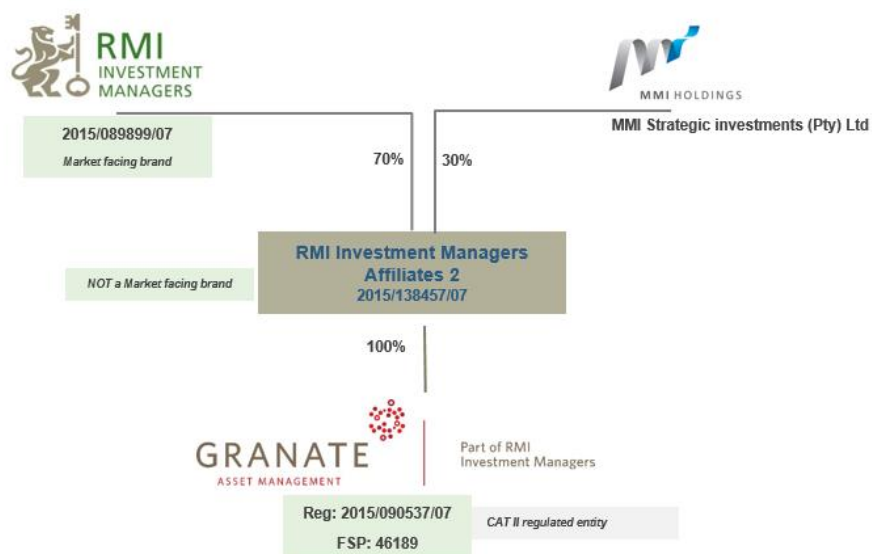 RMI
INVESTMENT
MANAGERS
MMI HOLDINGS
MMI Strategic investments (Pty) Ltd
2015/089899/07
Market facing brand
70%
30%
RMI Investment Managers
Affiliates 2
2015/138457/07
NOT a Market facing brand
100%
GRANATE
ASSET MANAGEMENT
Part of RMI
Investment Managers
Reg: 2015/090537/07
FSP: 46189
CAT II regulated entity